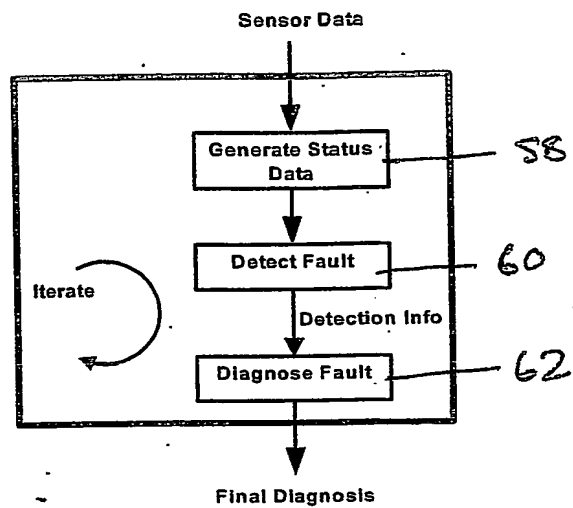 Sensor Data
Generate Status
Data
58
Detect Fault
60
Iterate
Detection Info
Diagnose Fault
62
Final Diagnosis